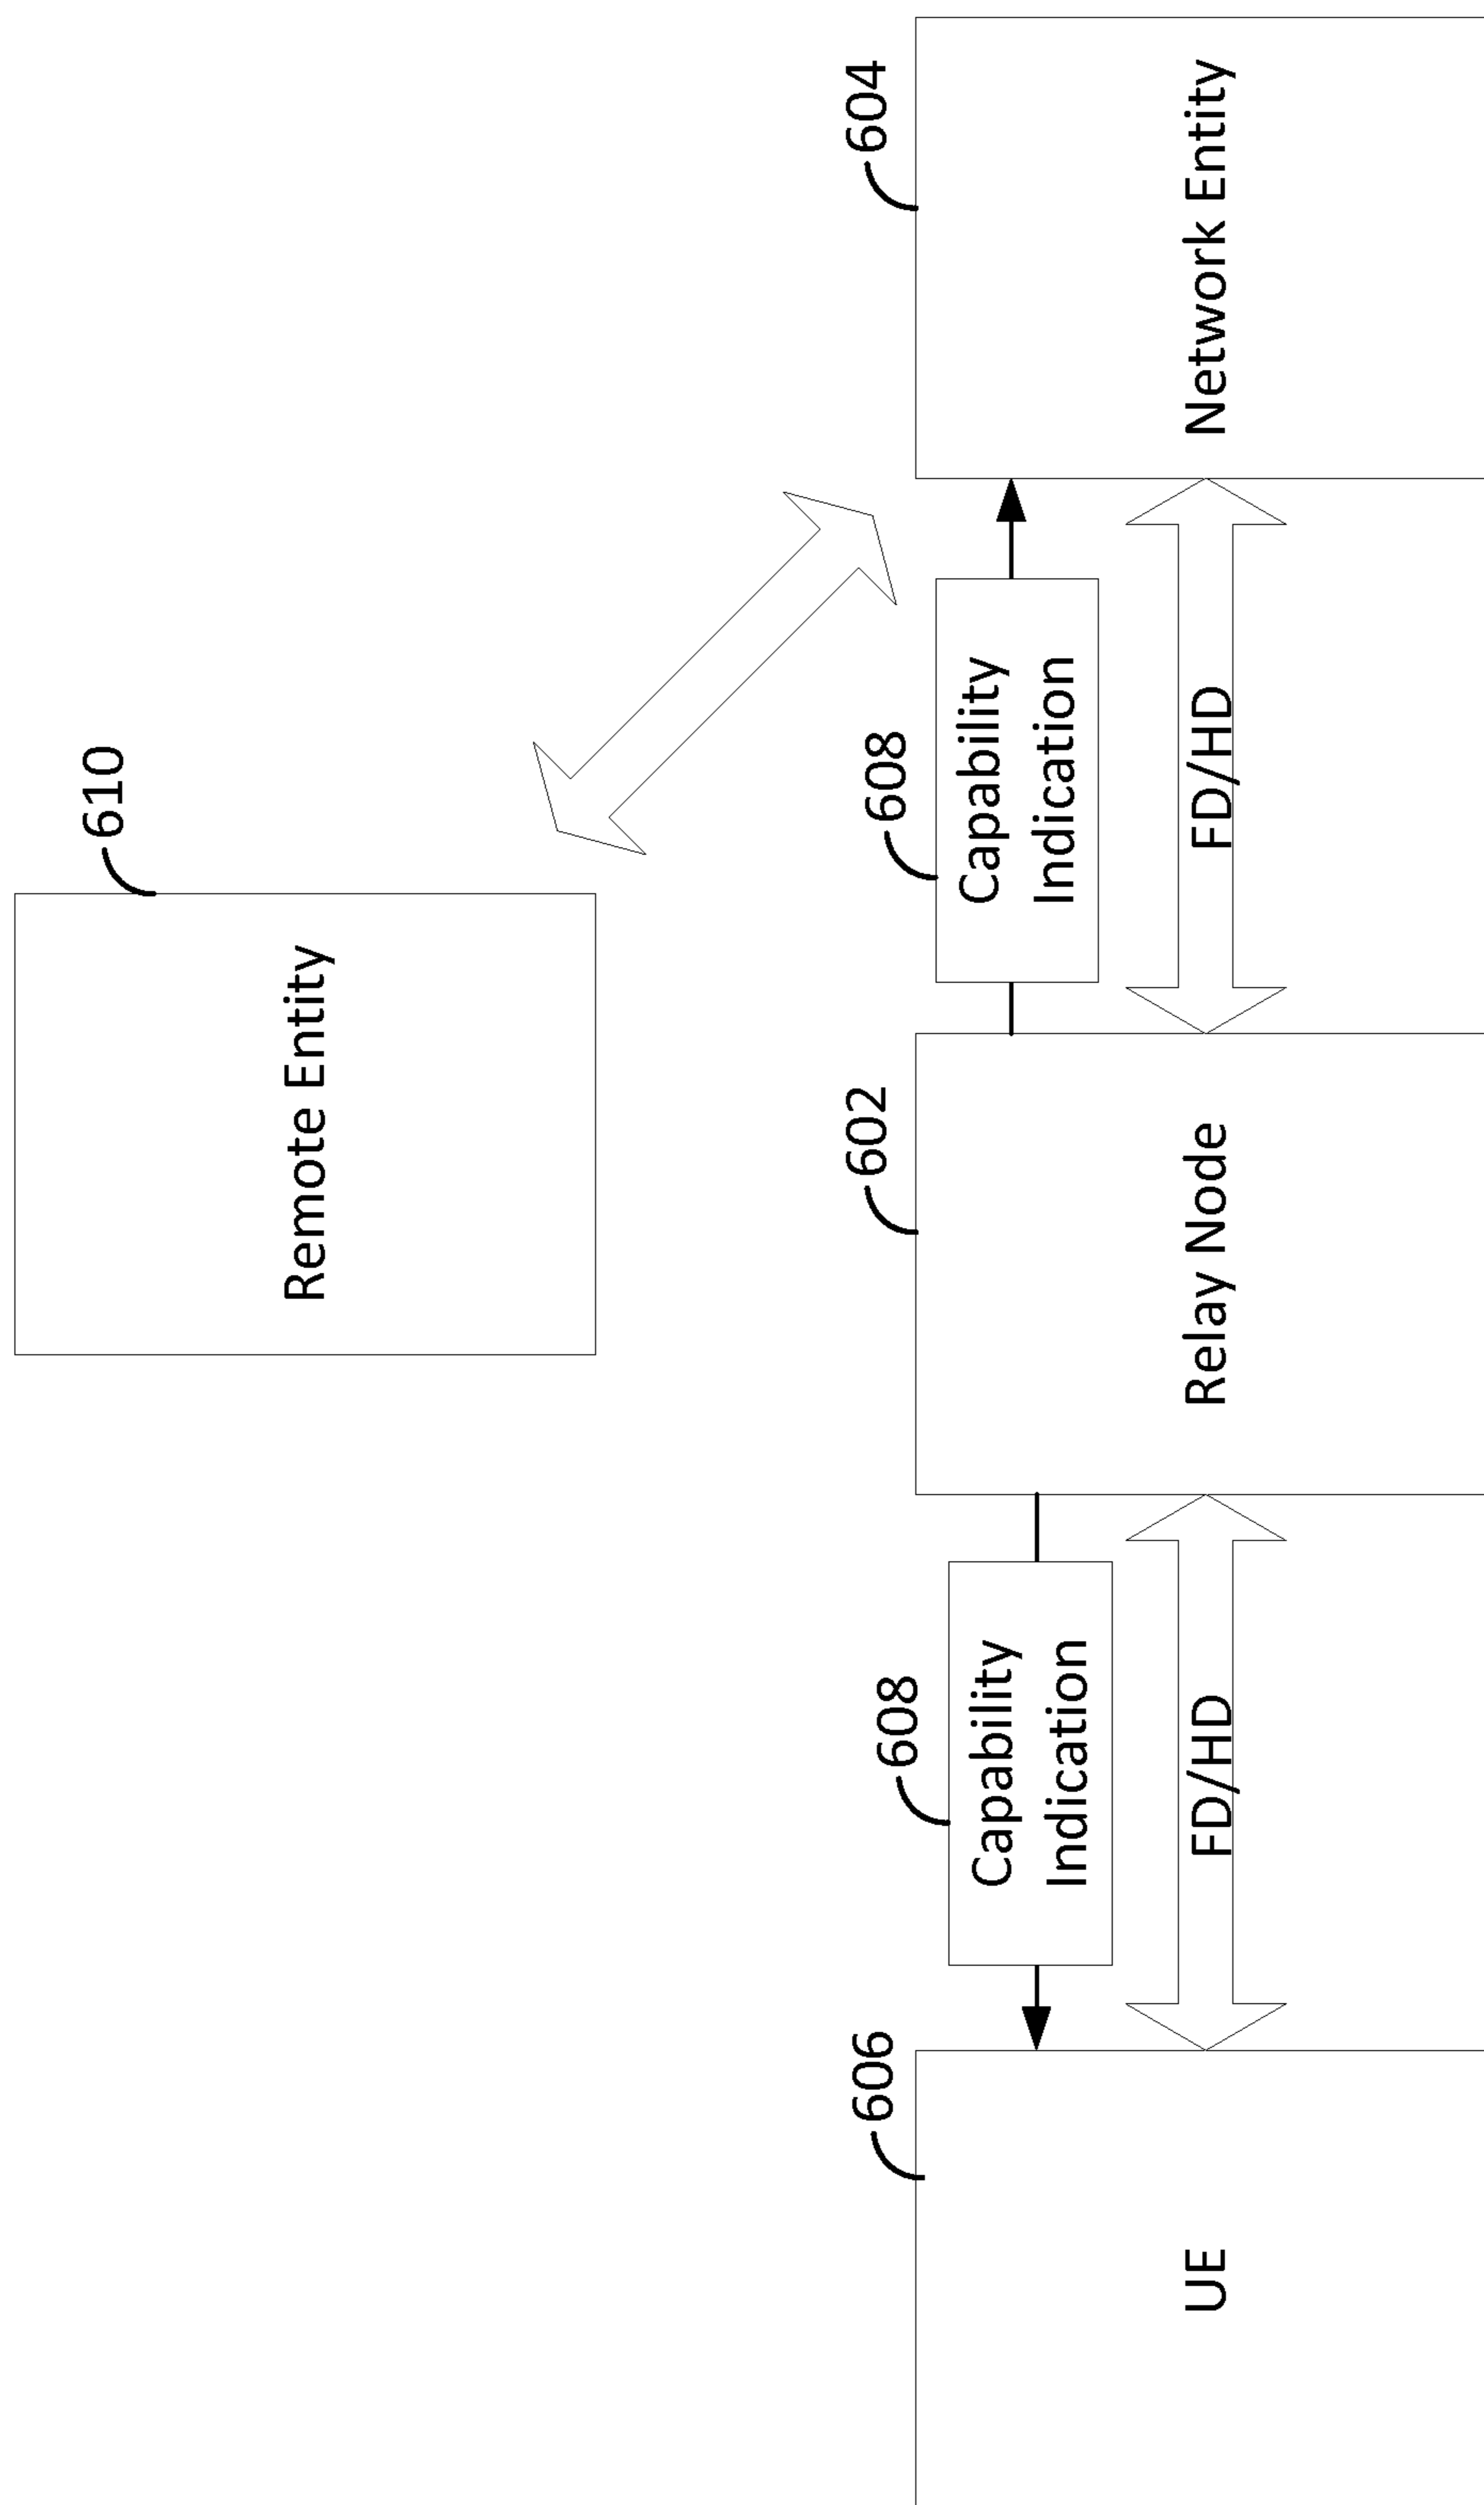 610
Remote Entity
606
UE
608
Capability
Indication
FD/HD
602
Relay Node
608
Capability
Indication
FD/HD
604
Network Entity